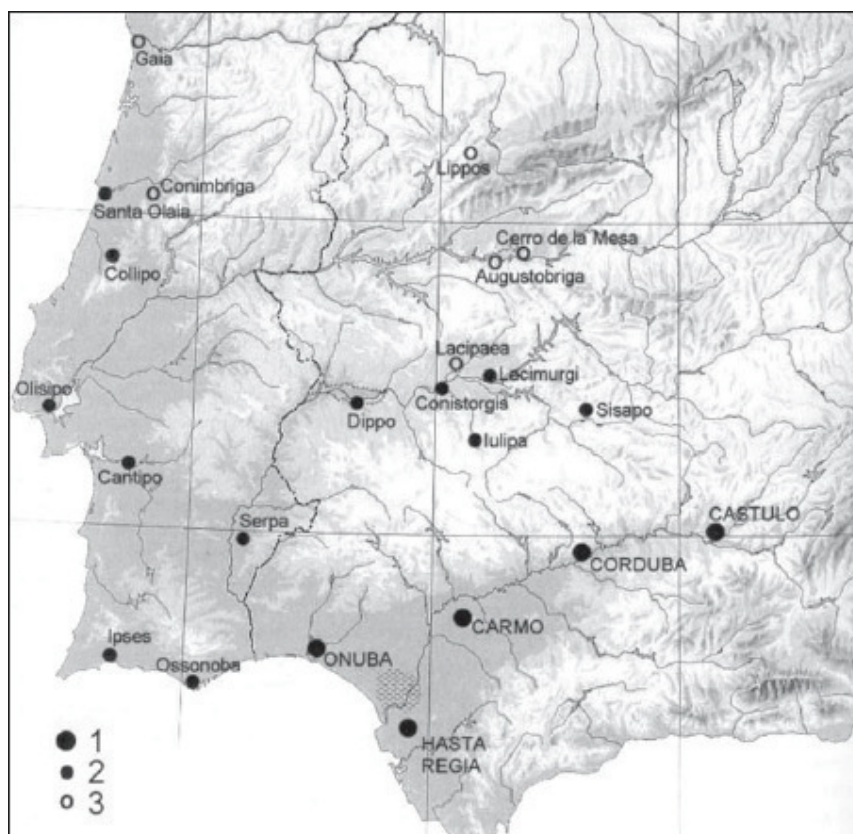 Gaia
Lippos
Conimbriga
Santa Olaia
Cerro de la Mesa
Augustobriga
Collipo
Lacipaea
Lacimurgi
Olisipo
Conistorgis
Dippo
Sisapo
Iulipa
Cantipo
CASTULO
Serpa
CORDUBA
CARMO
Ipses
ONUBA
Ossonoba
HASTA
REGIA
1
2
3